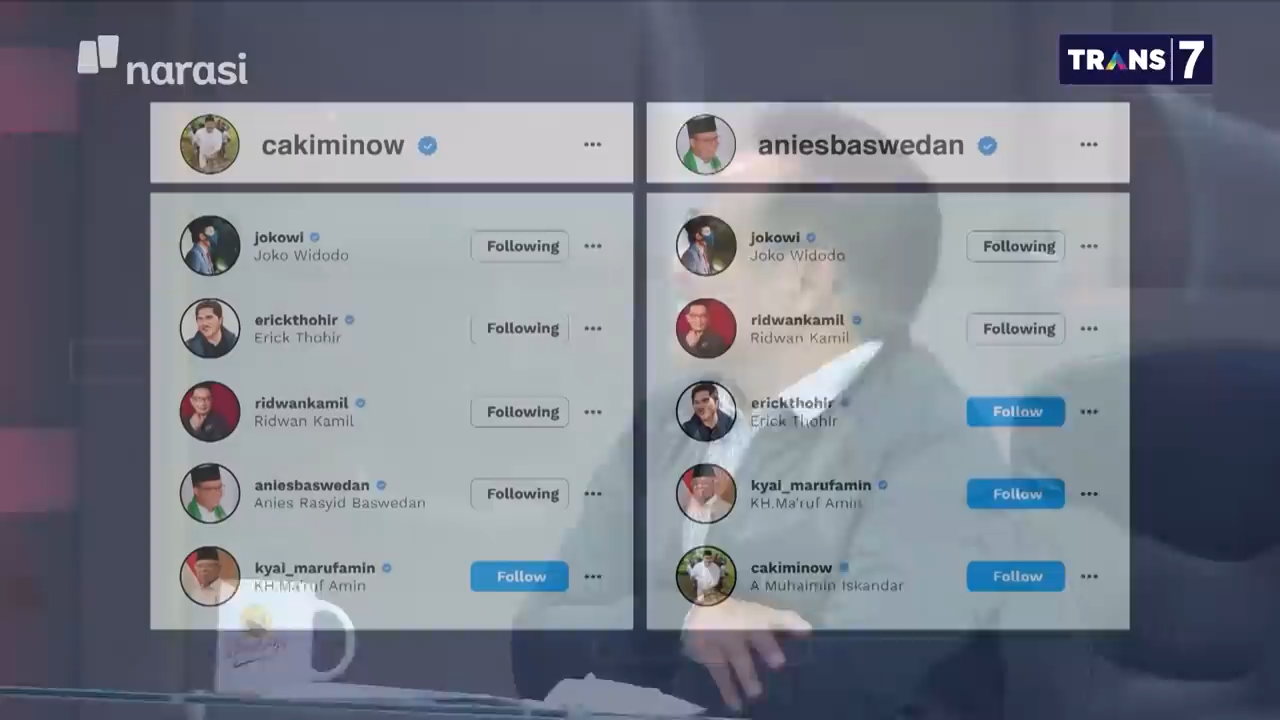 narasi
TRANS 7
cakiminow
jokowi
Joko Widodo
Following
erickthohir
Erick Thohir
Following
ridwankamil
Ridwan Kamil
Following
aniesbaswedan
Anies Rasyid Baswedan
Following
kyai_marufamin
KH.Ma'ruf Amin
Follow
aniesbaswedan
jokowi
Joko Widodo
Following
ridwankamil
Ridwan Kamil
Following
erickthohir
Erick Thohir
Follow
kyai_marufamin
KH.Ma'ruf Amin
Follow
cakiminow
A Muhaimin Iskandar
Follow